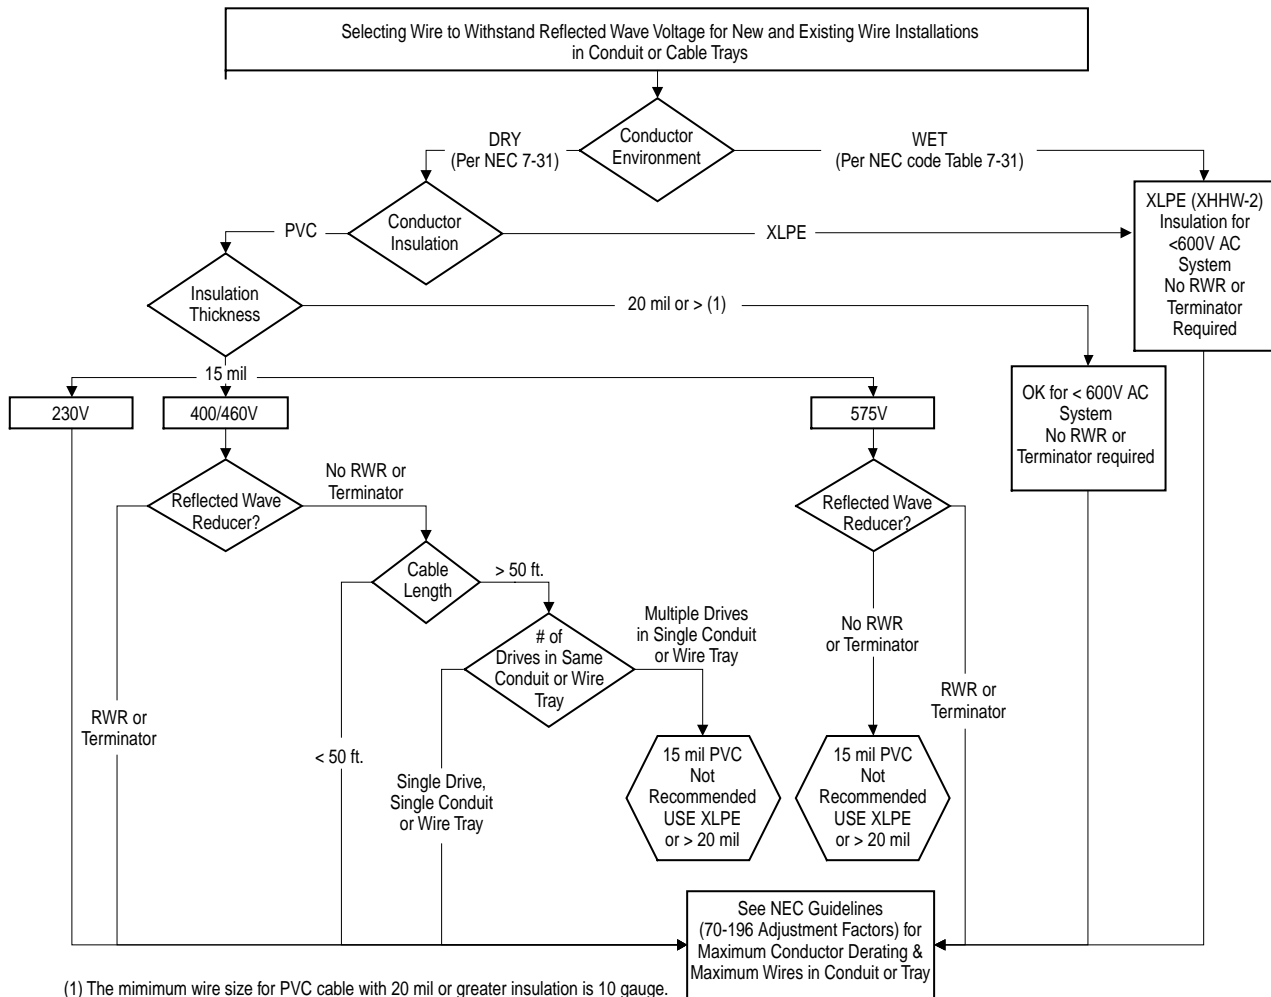 Selecting Wire to Withstand Reflected Wave Voltage for New and Existing Wire Installations
in Conduit or Cable Trays
DRY
(Per NEC 7-31)
Conductor
Environment
WET
(Per NEC code Table 7-31)
XLPE (XHHW-2)
Insulation for
<600V AC
System
No RWR or
Terminator
Required
PVC
Conductor
Insulation
XLPE
Insulation
Thickness
20 mil or > (1)
15 mil
230V
400/460V
575V
OK for < 600V AC
System
No RWR or
Terminator required
Reflected Wave
Reducer?
No RWR or
Terminator
Reflected Wave
Reducer?
Cable
Length
> 50 ft.
# of
Drives in Same
Conduit or Wire
Tray
Multiple Drives
in Single Conduit
or Wire Tray
No RWR
or Terminator
RWR or
Terminator
RWR or
Terminator
< 50 ft.
Single Drive,
Single Conduit
or Wire Tray
15 mil PVC
Not
Recommended
USE XLPE
or > 20 mil
15 mil PVC
Not
Recommended
USE XLPE
or > 20 mil
See NEC Guidelines
(70-196 Adjustment Factors) for
Maximum Conductor Derating &
Maximum Wires in Conduit or Tray
(1) The mimimum wire size for PVC cable with 20 mil or greater insulation is 10 gauge.